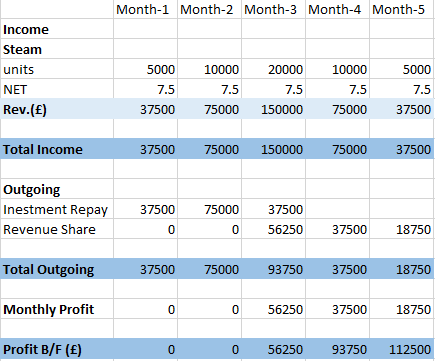 Month-1 Month-2 Month-3 Month-4 Month-5
Income
Steam
units 5000 10000 20000 10000 5000
NET 7.5 7.5 7.5 7.5 7.5
Rev.(£) 37500 75000 150000 75000 37500
Total Income 37500 75000 150000 75000 37500
Outgoing
Inestment Repay 37500 75000 37500
Revenue Share 0 0 56250 37500 18750
Total Outgoing 37500 75000 93750 37500 18750
Monthly Profit 0 0 56250 37500 18750
Profit B/F (£) 0 0 56250 93750 112500